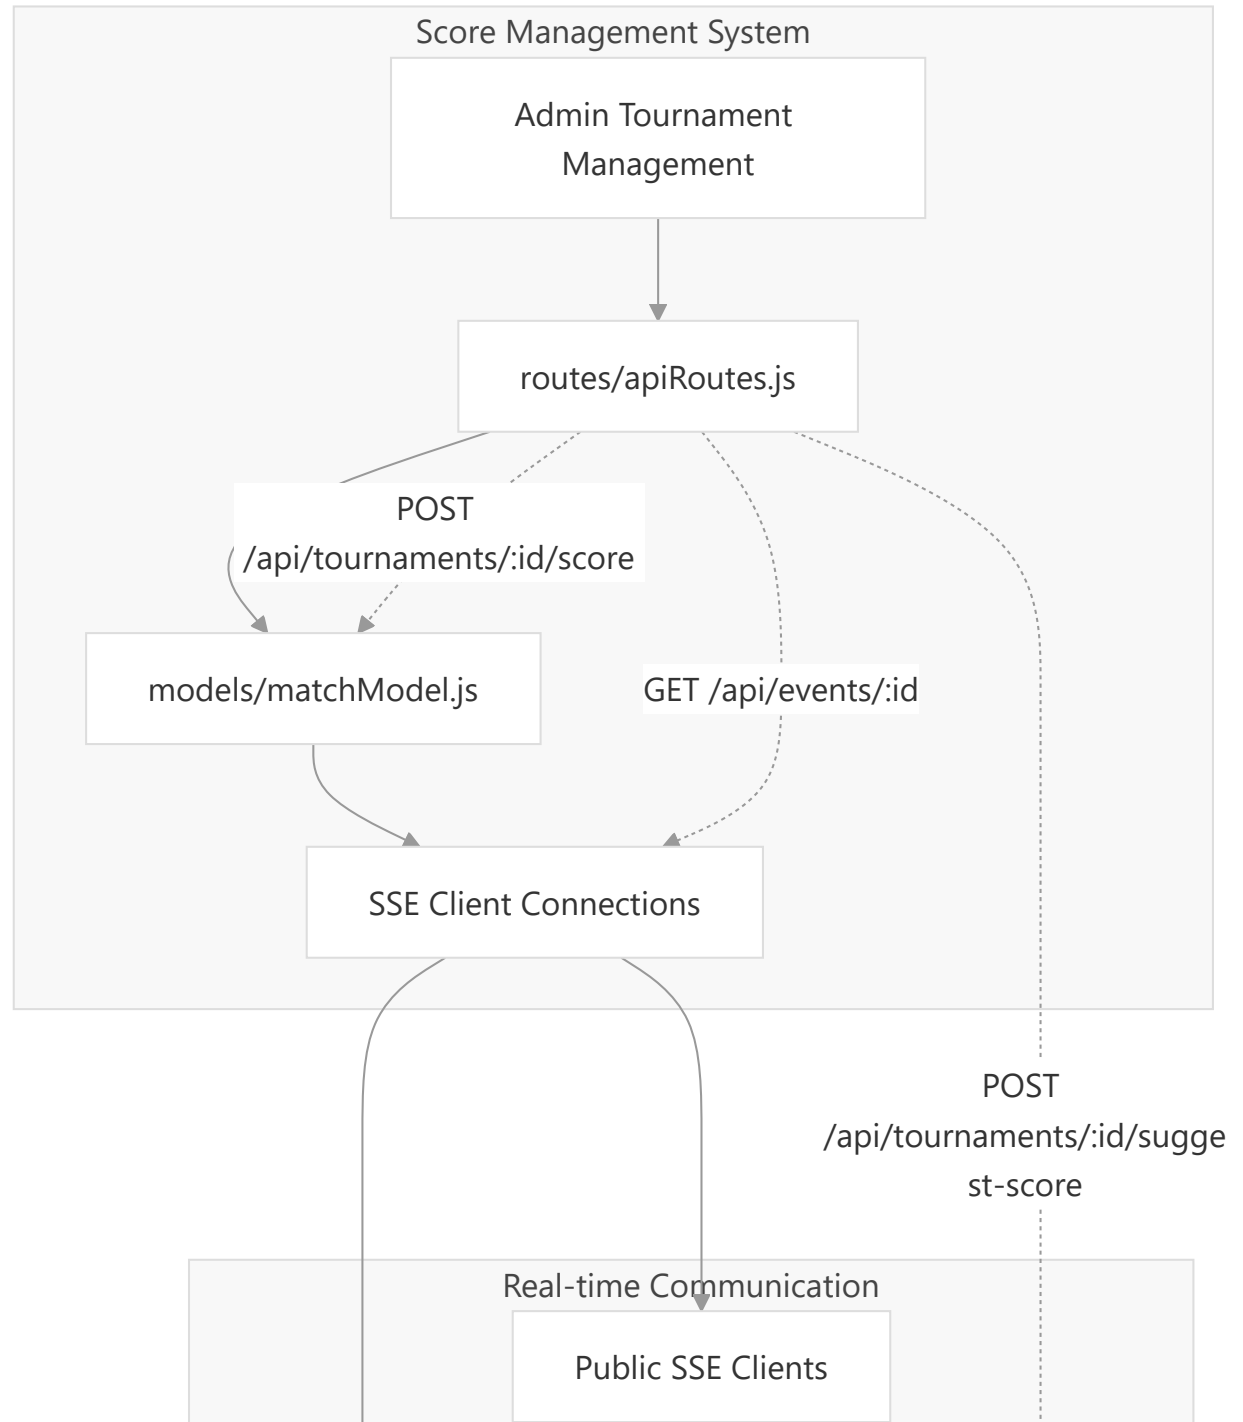 Score Management System
Admin Tournament
Management
routes/apiRoutes.js
POST
/api/tournaments/:id/score
models/matchModel.js
GET /api/events/:id
SSE Client Connections
POST
/api/tournaments/:id/sugge
st-score
Real-time Communication
Public SSE Clients